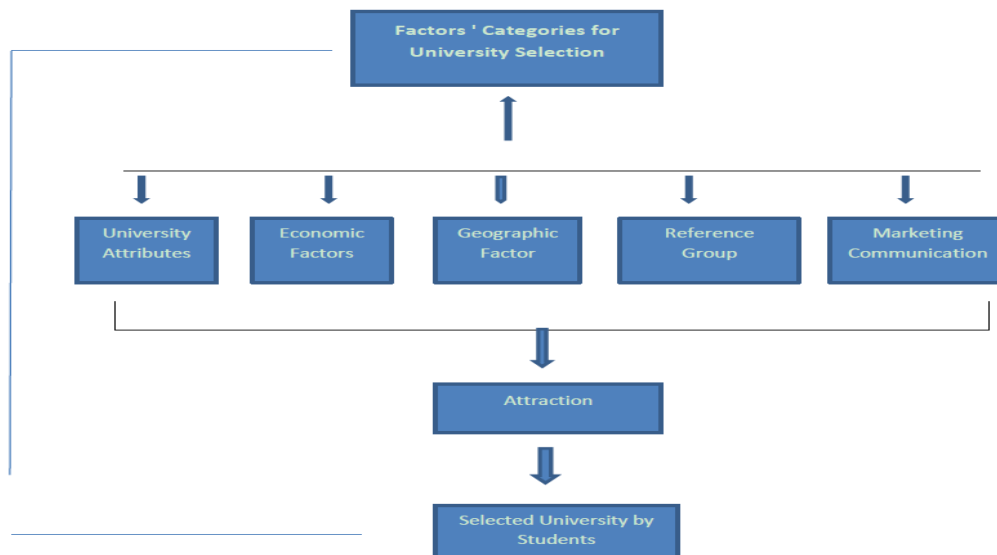 Factors ' Categories for
University Selection
University
Attributes
Economic
Factors
Geographic
Factor
Reference
Group
Marketing
Communication
Attraction
Selected University by
Students